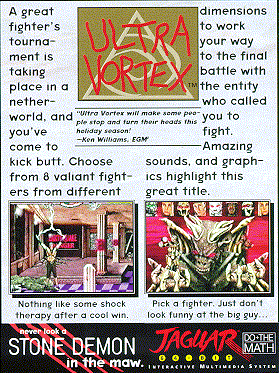 A great
fighter's
tourna-
ment is
taking
place in a
nether-
world, and
you've
come to
kick butt. Choose
from 8 valiant fight-
ers from different
dimensions
to work
your way
to the final
battle with
the entity
who called
you to
fight.
Amazing
sounds, and graph-
ics highlight this
great title.
ULTRA
VORTEX
TM
"Ultra Vortex will make some peo-
ple stop and turn their heads this
holiday season!
—Ken Williams, EGM"
Nothing like some shock
therapy after a cool win.
Pick a fighter. Just don't
look funny at the big guy...
never look a
STONE DEMON
in the maw.
JAGUAR
64-BIT
INTERACTIVE MULTIMEDIA SYSTEM
DO THE
MATH